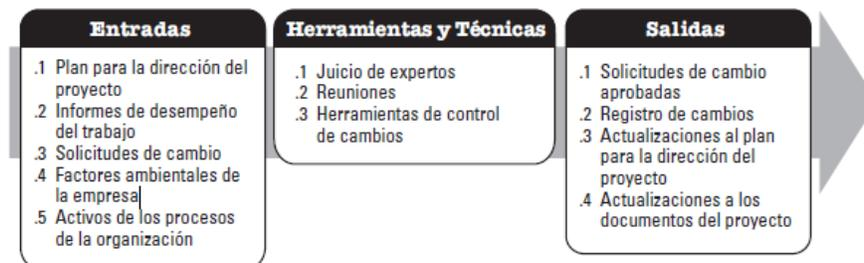 Entradas
.1 Plan para la dirección del
proyecto
.2 Informes de desempeño
del trabajo
.3 Solicitudes de cambio
.4 Factores ambientales de
la empresa
.5 Activos de los procesos
de la organización
Herramientas y Técnicas
.1 Juicio de expertos
.2 Reuniones
.3 Herramientas de control
de cambios
Salidas
.1 Solicitudes de cambio
aprobadas
.2 Registro de cambios
.3 Actualizaciones al plan
para la dirección del
proyecto
.4 Actualizaciones a los
documentos del proyecto